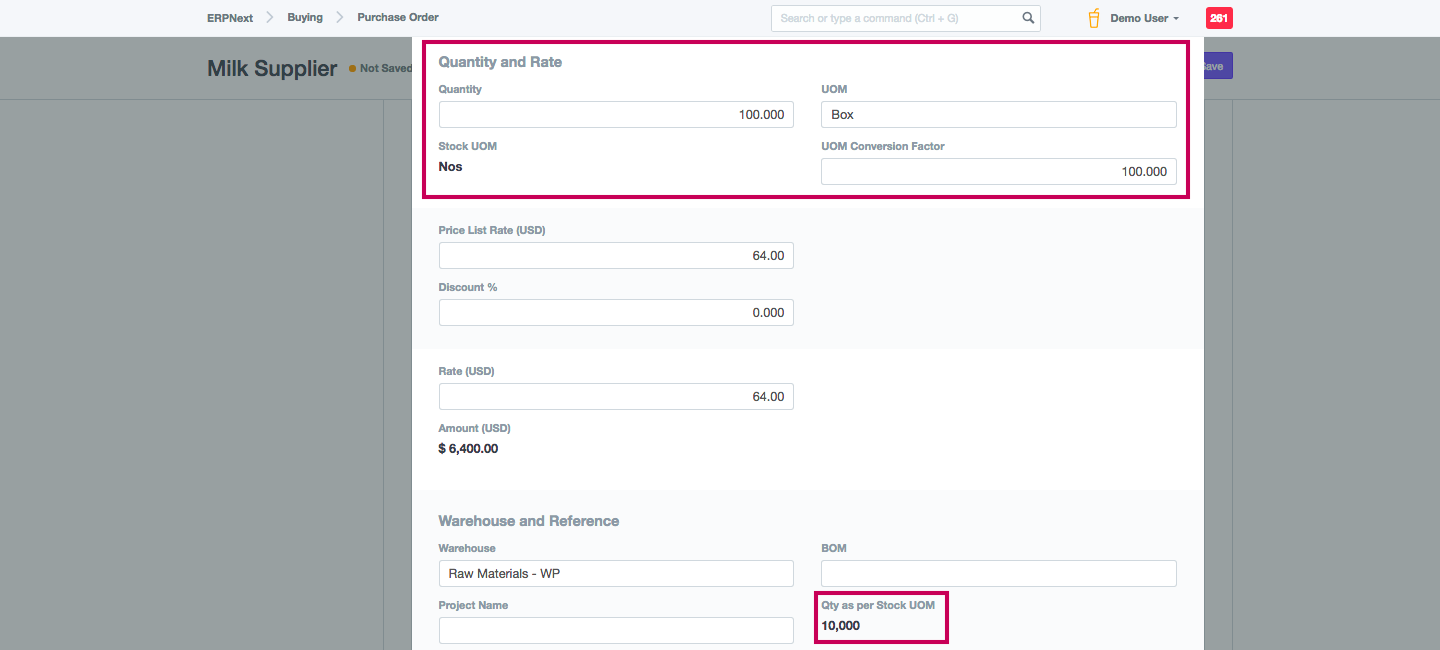 ERPNext Buying Purchase Order Search or type a command (Ctrl + G) Demo User 261
Milk Supplier Not Saved ave
Quantity and Rate
Quantity UOM
100.000 Box
Stock UOM UOM Conversion Factor
Nos 100.000
Price List Rate (USD)
64.00
Discount %
0.000
Rate (USD)
64.00
Amount (USD)
$ 6,400.00
Warehouse and Reference
Warehouse BOM
Raw Materials - WP
Project Name Qty as per Stock UOM
10,000